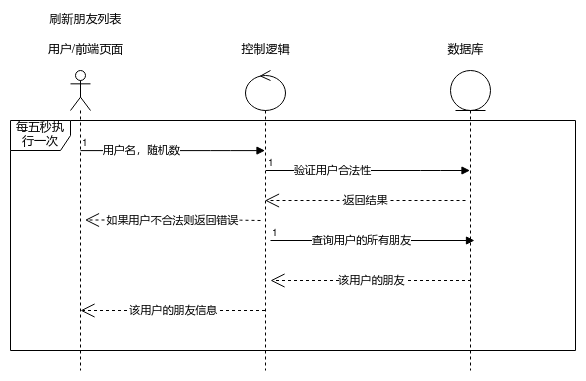 刷新朋友列表
用户/前端页面
控制逻辑
数据库
每五秒执
行一次
1
用户名，随机数
1
验证用户合法性
返回结果
如果用户不合法则返回错误
1
查询用户的所有朋友
该用户的朋友
该用户的朋友信息